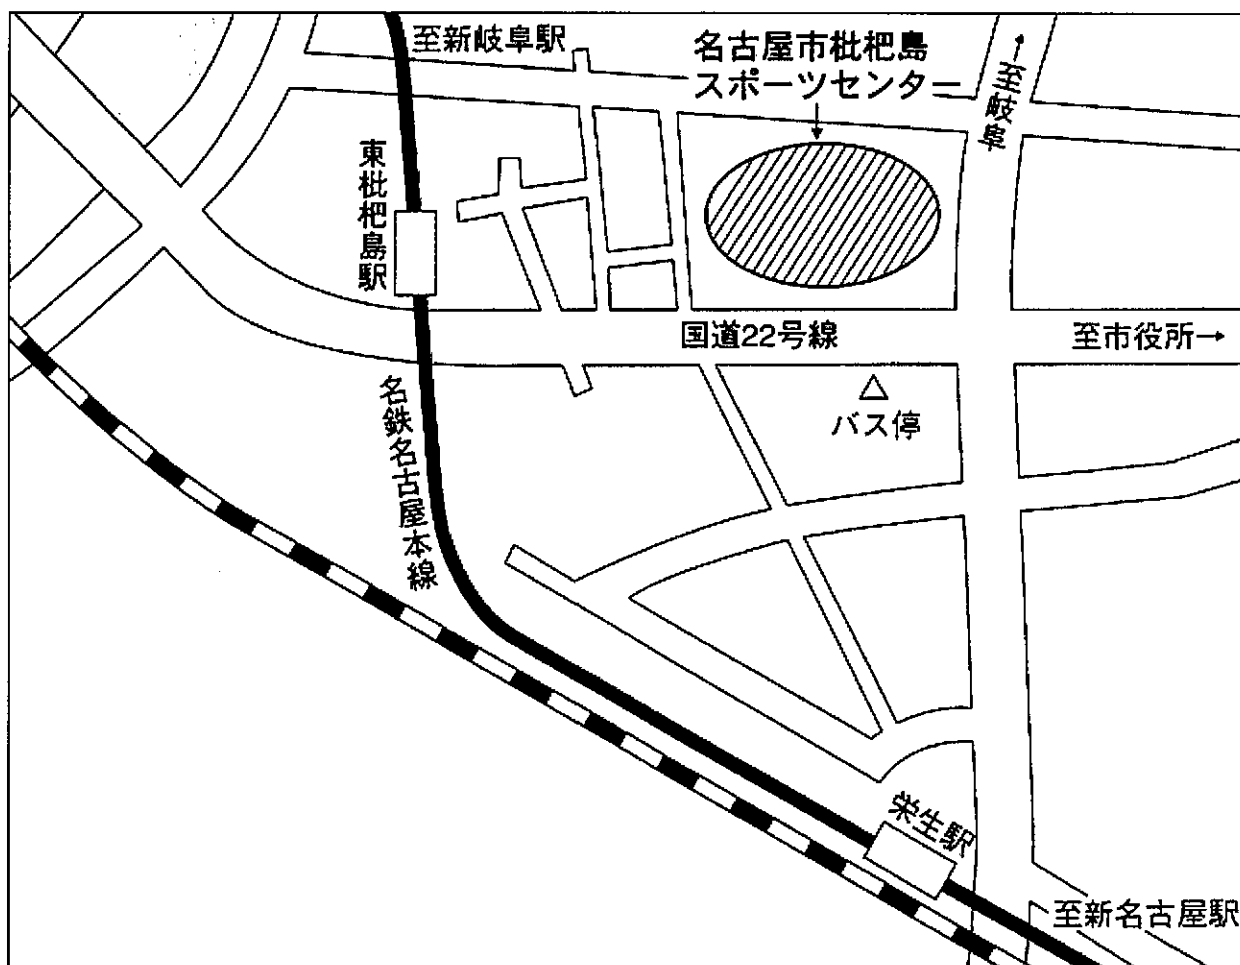 至新岐阜駅
名古屋市枇杷島
スポーツセンター
↑至岐阜
東枇杷島駅
国道22号線
至市役所→
△
バス停
名鉄名古屋本線
栄生駅
至新名古屋駅